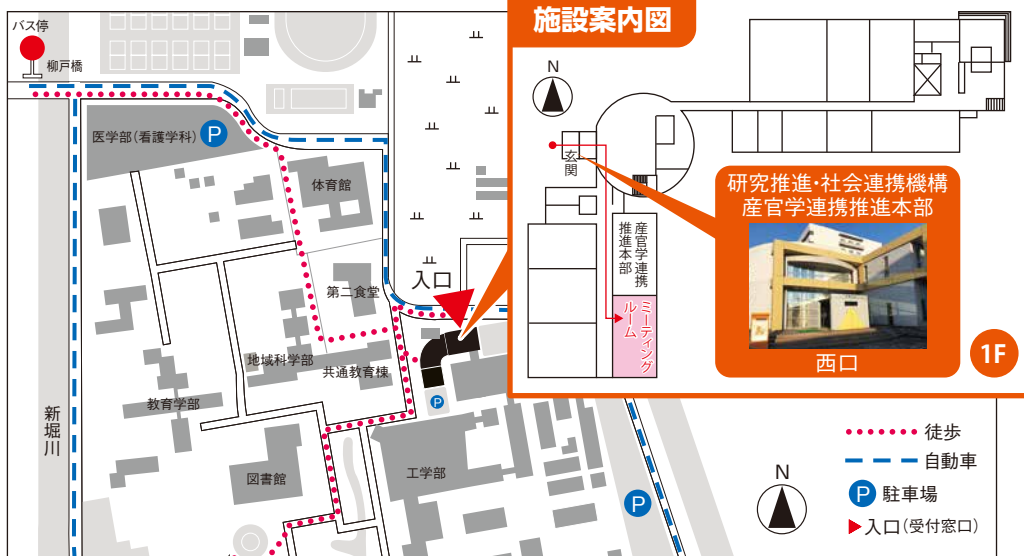 バス停
柳戸橋
医学部(看護学科)
P
体育館
第二食堂
入口
地域科学部
共通教育棟
教育学部
P
新堀川
図書館
工学部
P
施設案内図
N
玄関
産官学連携
推進本部
ミーティング
ルーム
研究推進・社会連携機構
産官学連携推進本部
西口
1F
N
徒歩
自動車
P 駐車場
入口(受付窓口)